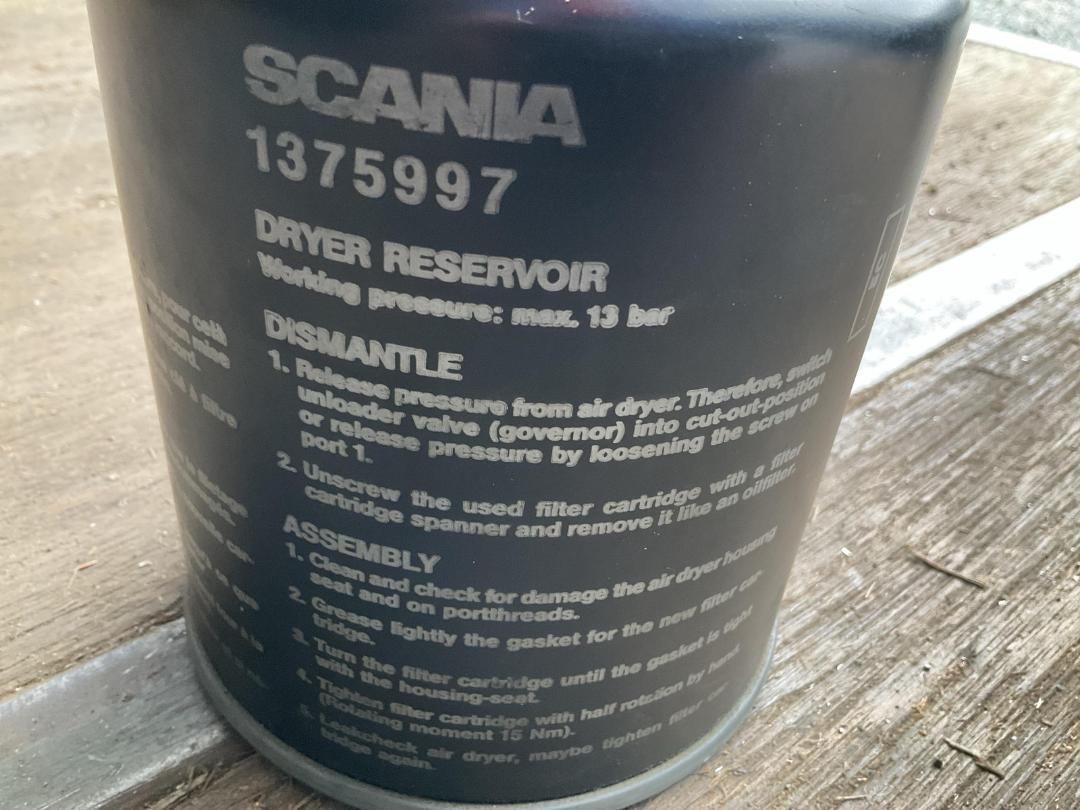 SCANIA
1375997
DRYER RESERVOIR
Working pressure: max. 13 bar
DISMANTLE
1. Release pressure from air dryer. Therefore, switch
unloader valve (governor) into cut-out-position
or release pressure by loosening the screw on
port 1.
2. Unscrew the used filter cartridge with a filter
cartridge spanner and remove it like an oilfilter.
ASSEMBLY
1. Clean and check for damage the air dryer housing
seat and on portthreads.
2. Grease lightly the gasket for the new filter car-
tridge.
3. Turn the filter cartridge until the gasket is tight
with the housing-seat.
4. Tighten filter cartridge with half rotation by hand.
(Rotating moment 15 Nm).
5. Leakcheck air dryer, maybe tighten filter car-
tridge again.
pour celà